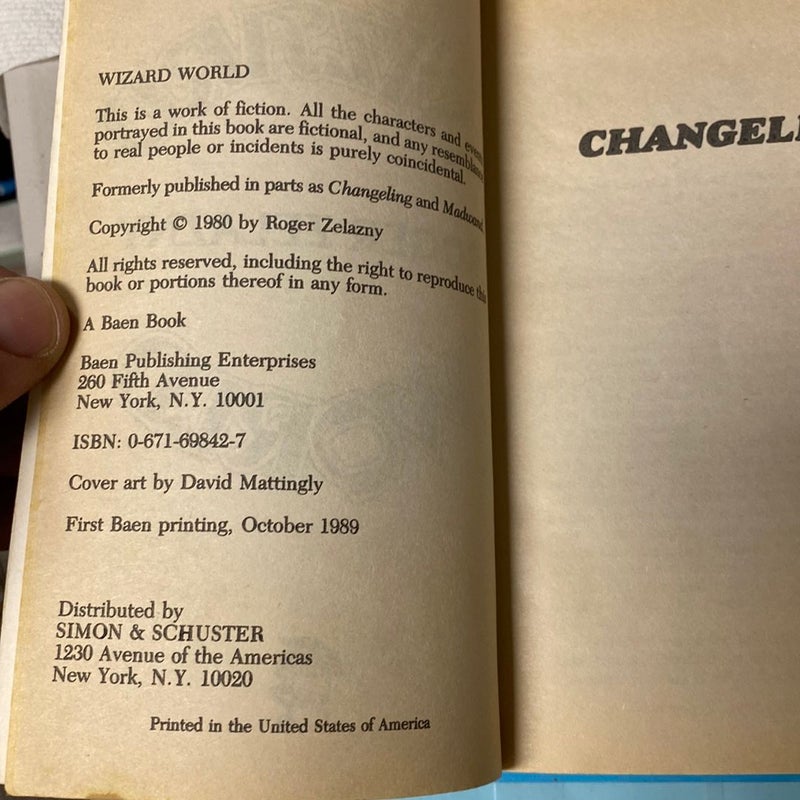 WIZARD WORLD
This is a work of fiction. All the characters and even
portrayed in this book are fictional, and any resemblance
to real people or incidents is purely coincidental.
Formerly published in parts as Changeling and Madwand
Copyright © 1980 by Roger Zelazny
All rights reserved, including the right to reproduce this
book or portions thereof in any form.
A Baen Book
Baen Publishing Enterprises
260 Fifth Avenue
New York, N.Y. 10001
ISBN: 0-671-69842-7
Cover art by David Mattingly
First Baen printing, October 1989
Distributed by
SIMON & SCHUSTER
1230 Avenue of the Americas
New York, N.Y. 10020
Printed in the United States of America
CHANGELI